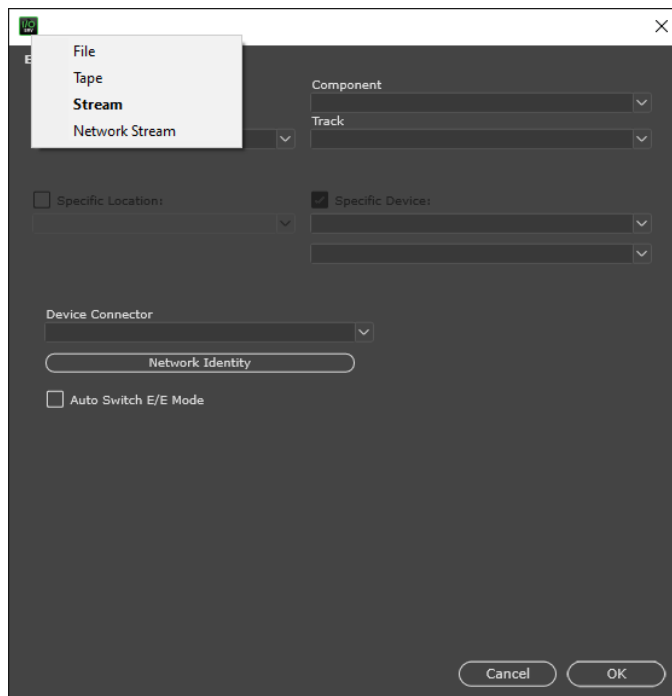 I/O
SRV
File
Tape
Stream
Network Stream
E
Component
Track
Specific Location:
Specific Device:
Device Connector
Network Identity
Auto Switch E/E Mode
Cancel
OK